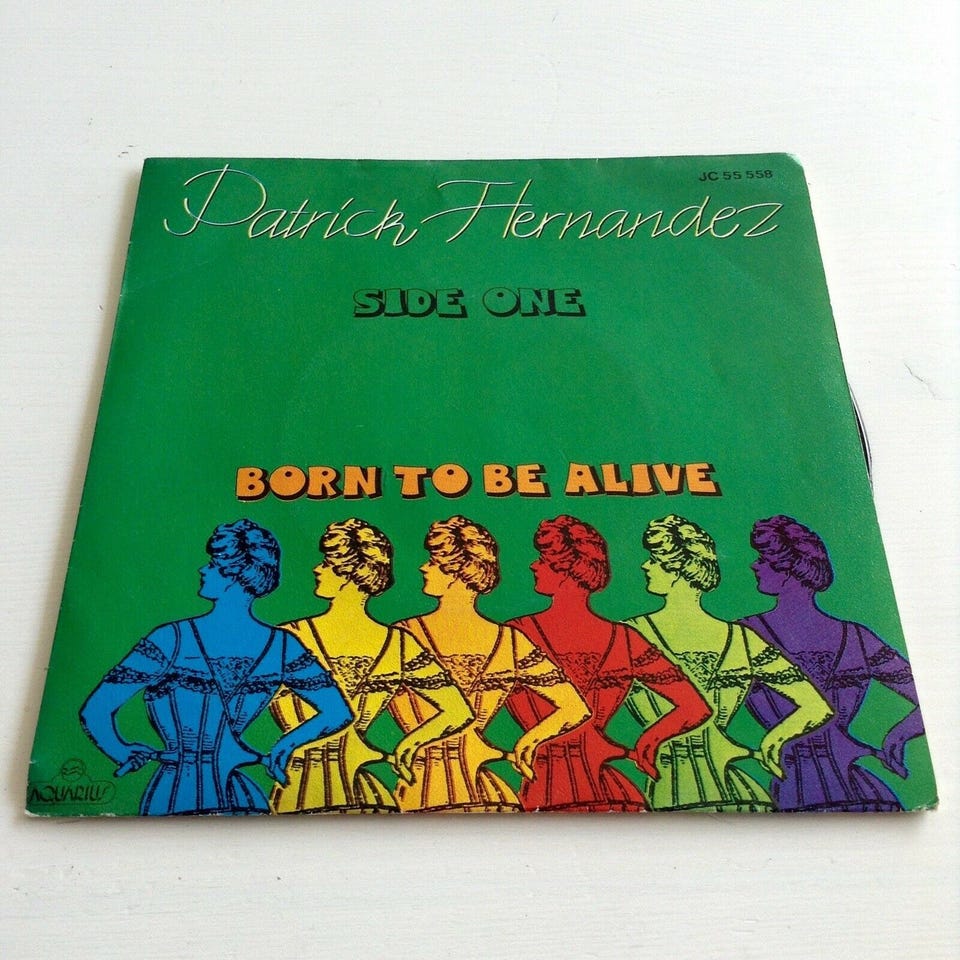 JC 55 558
Patrick Hernandez
SIDE ONE
BORN TO BE ALIVE
AQUARIUS